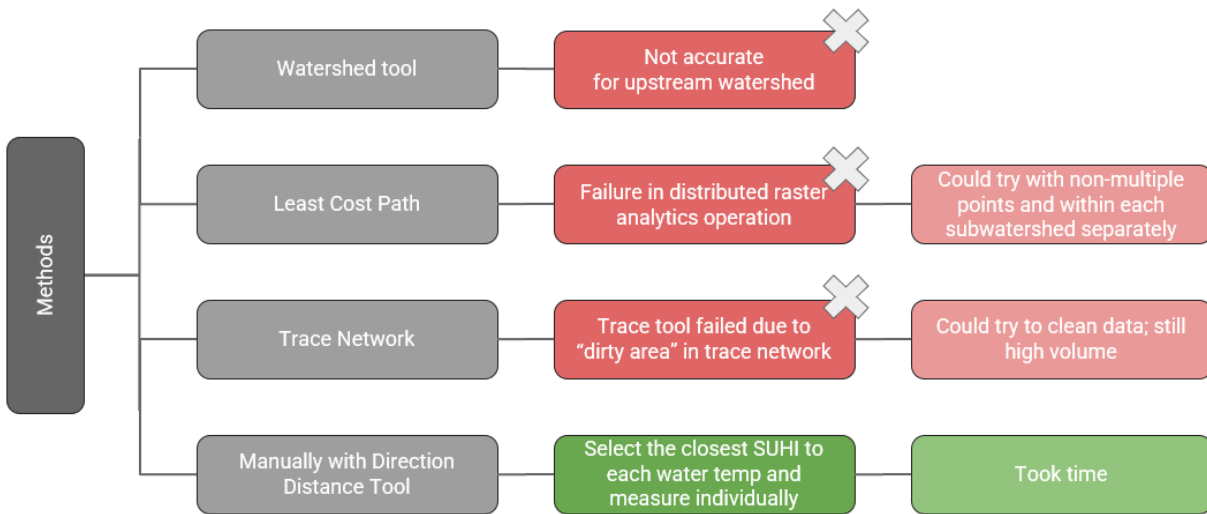 Methods
Watershed tool
Not accurate
for upstream watershed
Least Cost Path
Failure in distributed raster
analytics operation
Could try with non-multiple
points and within each
subwatershed separately
Trace Network
Trace tool failed due to
“dirty area” in trace network
Could try to clean data; still
high volume
Manually with Direction
Distance Tool
Select the closest SUHI to
each water temp and
measure individually
Took time